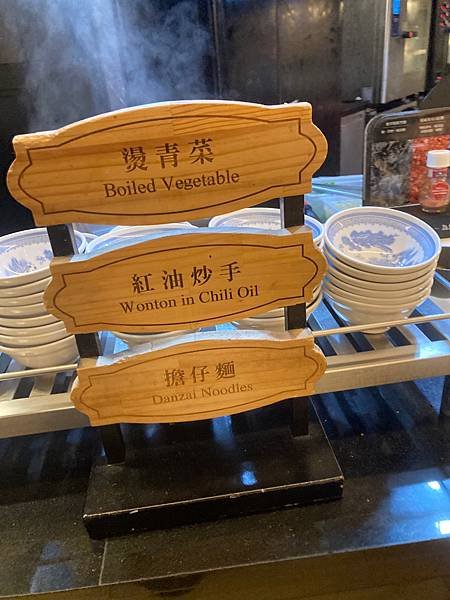 燙青菜
Boiled Vegetable
紅油炒手
Wonton in Chili Oil
擔仔麵
Danzai Noodles